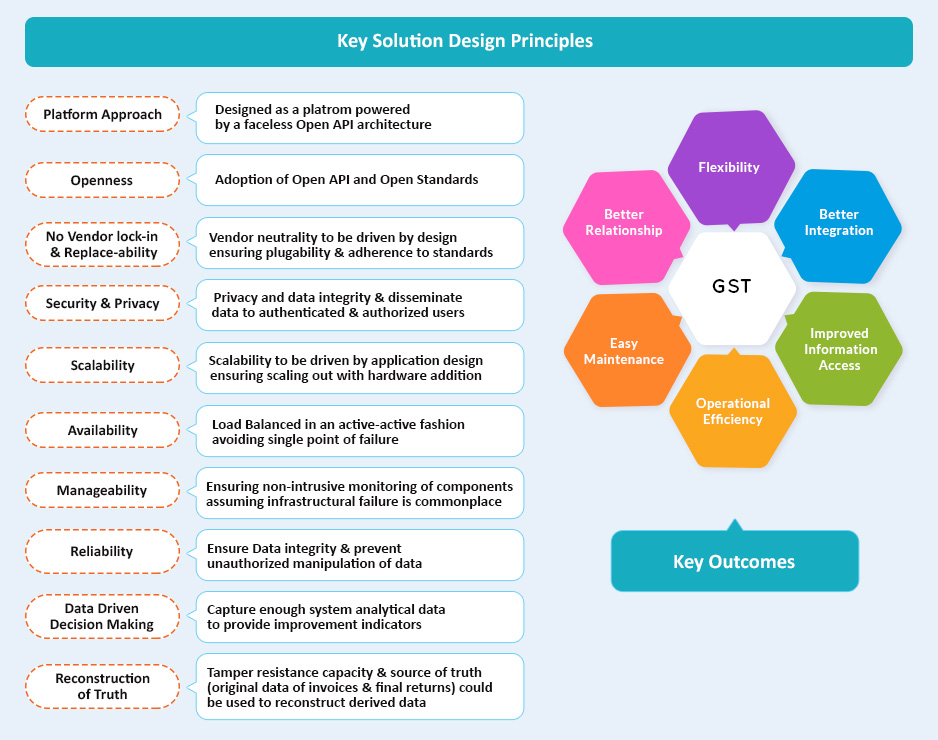 Key Solution Design Principles
Platform Approach
Designed as a platrom powered
by a faceless Open API architecture
Openness
Adoption of Open API and Open Standards
No Vendor lock-in
& Replace-ability
Vendor neutrality to be driven by design
ensuring plugability & adherence to standards
Security & Privacy
Privacy and data integrity & disseminate
data to authenticated & authorized users
Scalability
Scalability to be driven by application design
ensuring scaling out with hardware addition
Availability
Load Balanced in an active-active fashion
avoiding single point of failure
Manageability
Ensuring non-intrusive monitoring of components
assuming infrastructural failure is commonplace
Reliability
Ensure Data integrity & prevent
unauthorized manipulation of data
Data Driven
Decision Making
Capture enough system analytical data
to provide improvement indicators
Reconstruction
of Truth
Tamper resistance capacity & source of truth
(original data of invoices & final returns) could
be used to reconstruct derived data
Flexibility
Better
Relationship
Better
Integration
GST
Easy
Maintenance
Improved
Information
Access
Operational
Efficiency
Key Outcomes